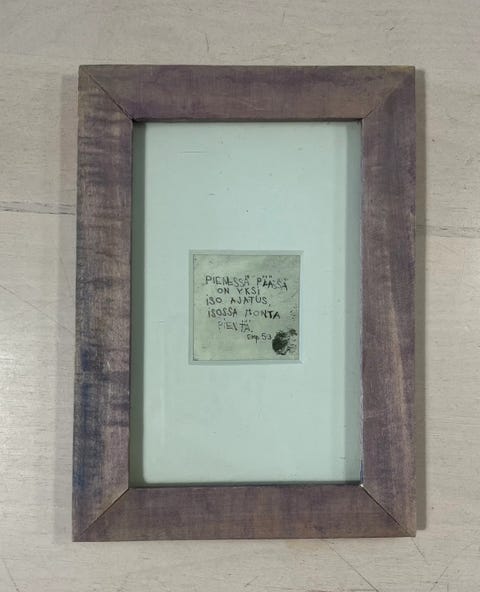 PIENESSÄ PÄÄSSÄ
ON YKSI
ISO AJATUS,
ISOSSA MONTA
PIENTÄ.